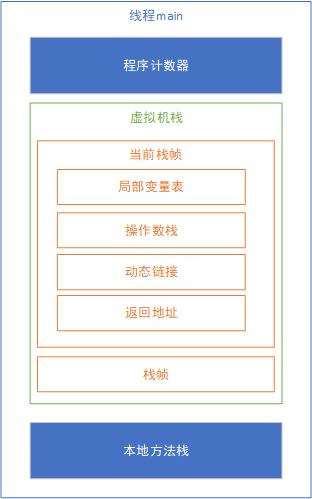 线程main
程序计数器
虚拟机栈
当前栈帧
局部变量表
操作数栈
动态链接
返回地址
栈帧
本地方法栈